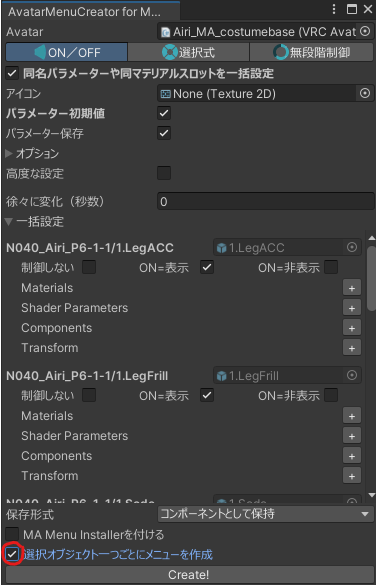 AvatarMenuCreator for M...
Avatar Airi_MA_costumebase (VRC Avat
ON／OFF 選択式 無段階制御
同名パラメーターや同マテリアルスロットを一括設定
アイコン None (Texture 2D)
パラメーター初期値
パラメーター保存
オプション
高度な設定
徐々に変化（秒数） 0
一括設定
N040_Airi_P6-1-1/1.LegACC 1.LegACC
制御しない ON=表示 ON=非表示
Materials +
Shader Parameters +
Components +
Transform +
N040_Airi_P6-1-1/1.LegFrill 1.LegFrill
制御しない ON=表示 ON=非表示
Materials +
Shader Parameters +
Components +
Transform +
保存形式 コンポーネントとして保持
MA Menu Installerを付ける
選択オブジェクト一つごとにメニューを作成
Create!